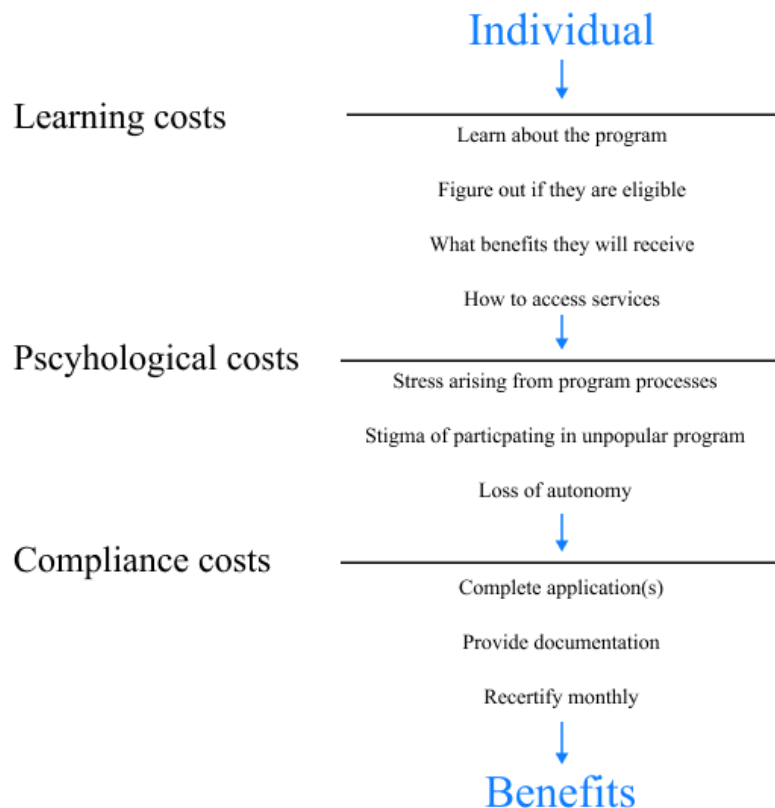 Individual
Learning costs
Learn about the program
Figure out if they are eligible
What benefits they will receive
How to access services
Pscyhological costs
Stress arising from program processes
Stigma of particpating in unpopular program
Loss of autonomy
Compliance costs
Complete application(s)
Provide documentation
Recertify monthly
Benefits